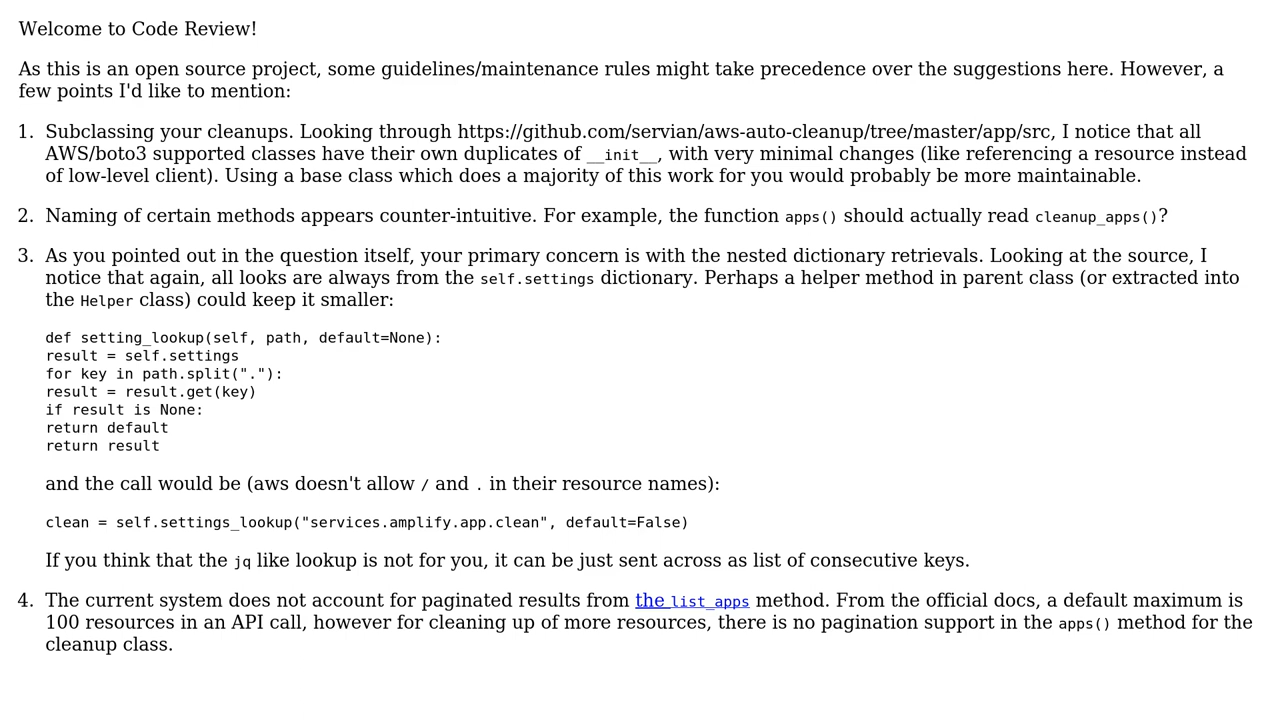 Welcome to Code Review!
As this is an open source project, some guidelines/maintenance rules might take precedence over the suggestions here. However, a
few points I'd like to mention:
1. Subclassing your cleanups. Looking through https://github.com/servian/aws-auto-cleanup/tree/master/app/src, I notice that all
AWS/boto3 supported classes have their own duplicates of __init__, with very minimal changes (like referencing a resource instead
of low-level client). Using a base class which does a majority of this work for you would probably be more maintainable.
2. Naming of certain methods appears counter-intuitive. For example, the function apps() should actually read cleanup_apps()?
3. As you pointed out in the question itself, your primary concern is with the nested dictionary retrievals. Looking at the source, I
notice that again, all looks are always from the self.settings dictionary. Perhaps a helper method in parent class (or extracted into
the Helper class) could keep it smaller:
def setting_lookup(self, path, default=None):
result = self.settings
for key in path.split("."):
result = result.get(key)
if result is None:
return default
return result
and the call would be (aws doesn't allow / and . in their resource names):
clean = self.settings_lookup("services.amplify.app.clean", default=False)
If you think that the jq like lookup is not for you, it can be just sent across as list of consecutive keys.
4. The current system does not account for paginated results from the list_apps method. From the official docs, a default maximum is
100 resources in an API call, however for cleaning up of more resources, there is no pagination support in the apps() method for the
cleanup class.